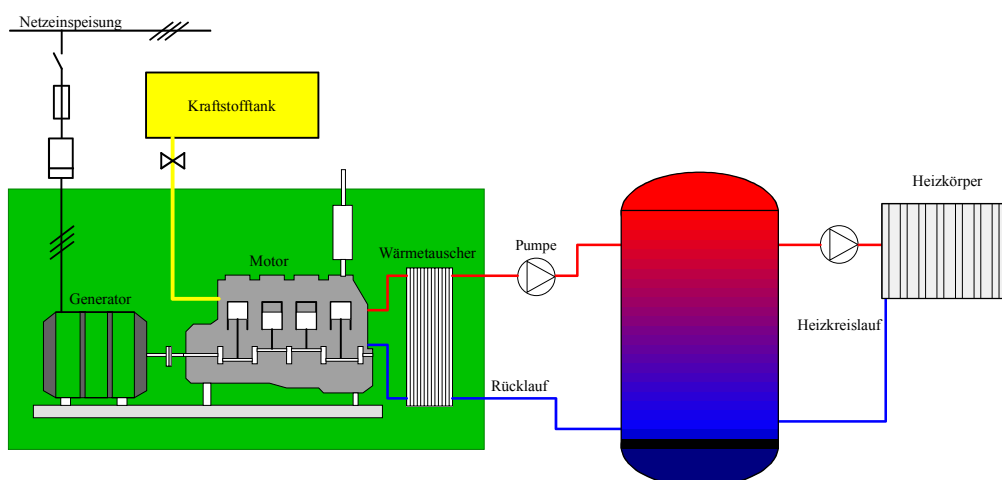 Netzeinspeisung
Kraftstofftank
Heizkörper
Pumpe
Wärmetauscher
Motor
Generator
Heizkreislauf
Rücklauf